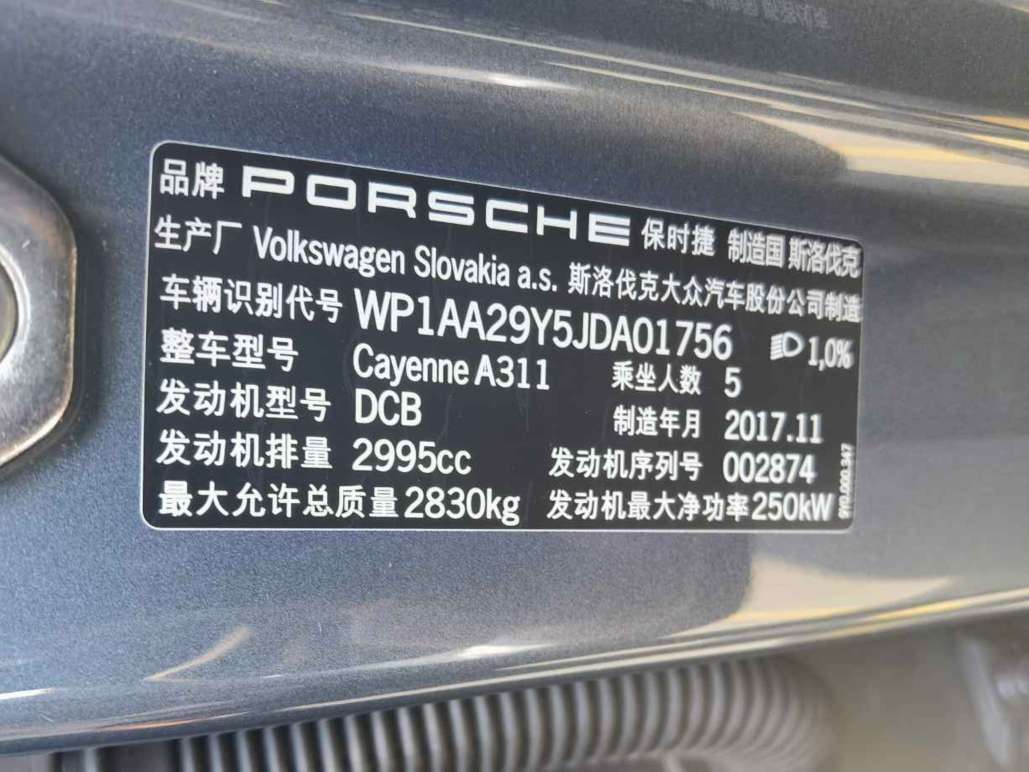 品牌 PORSCHE 保时捷 制造国 斯洛伐克
生产厂 Volkswagen Slovakia a.s. 斯洛伐克大众汽车股份公司制造
车辆识别代号 WP1AA29Y5JDA01756 1,0%
整车型号 Cayenne A311 乘坐人数 5
发动机型号 DCB 制造年月 2017.11
发动机排量 2995cc 发动机序列号 002874
最大允许总质量 2830kg 发动机最大净功率 250kW